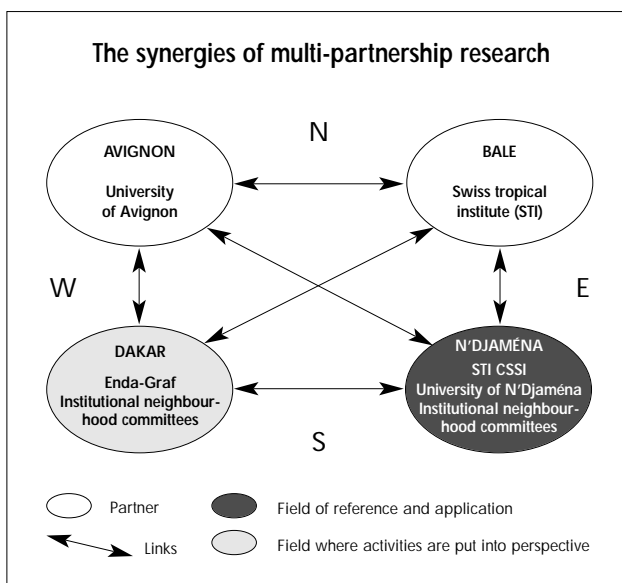 The synergies of multi-partnership research
N
AVIGNON
University
of Avignon
BALE
Swiss tropical
institute (STI)
W
E
DAKAR
Enda-Graf
Institutional neighbour-
hood committees
N'DJAMÉNA
STI CSSI
University of N'Djaména
Institutional neighbour-
hood committees
S
Partner
Field of reference and application
Links
Field where activities are put into perspective